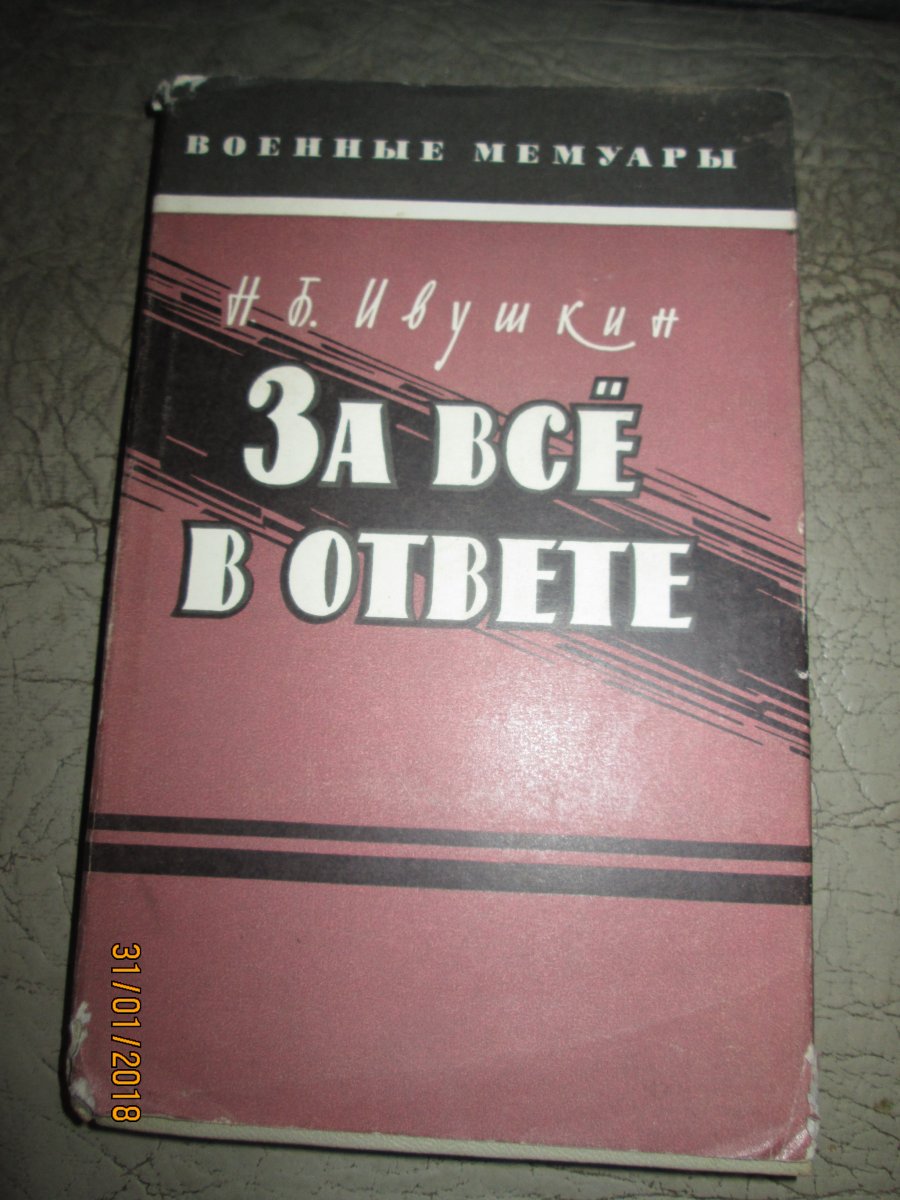 ВОЕННЫЕ МЕМУАРЫ
Н. Б. Ивушкин
ЗА ВСЁ
В ОТВЕТЕ
31/01/2018